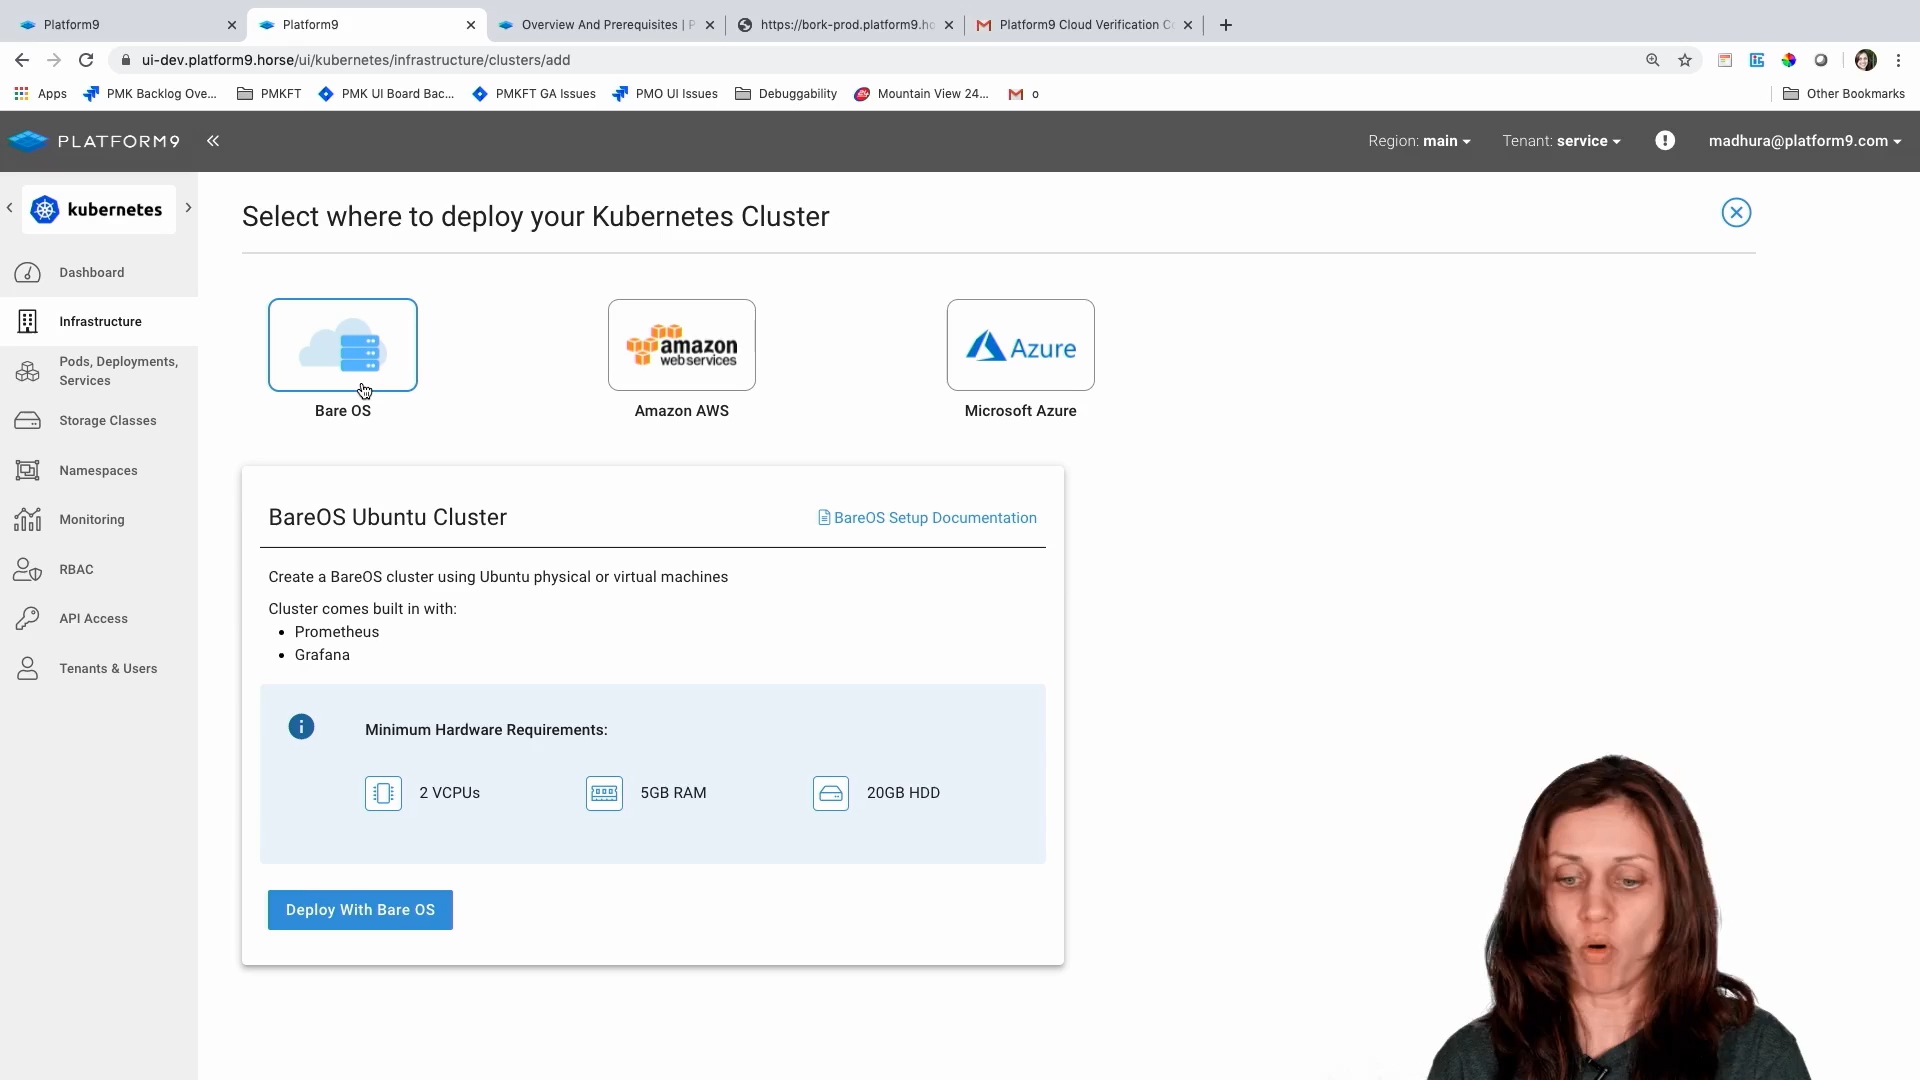 Platform9
Platform9
Overview And Prerequisites | P
https://bork-prod.platform9.ho
Platform9 Cloud Verification Co
ui-dev.platform9.horse/ui/kubernetes/infrastructure/clusters/add
Apps
PMK Backlog Ove...
PMKFT
PMK UI Board Bac...
PMKFT GA Issues
PMO UI Issues
Debuggability
Mountain View 24...
o
Other Bookmarks
PLATFORM9
Region: main
Tenant: service
madhura@platform9.com
kubernetes
Dashboard
Infrastructure
Pods, Deployments,
Services
Storage Classes
Namespaces
Monitoring
RBAC
API Access
Tenants & Users
Select where to deploy your Kubernetes Cluster
amazon
webservices
Azure
Bare OS
Amazon AWS
Microsoft Azure
BareOS Ubuntu Cluster
BareOS Setup Documentation
Create a BareOS cluster using Ubuntu physical or virtual machines
Cluster comes built in with:
• Prometheus
• Grafana
Minimum Hardware Requirements:
2 VCPUs
5GB RAM
20GB HDD
Deploy With Bare OS